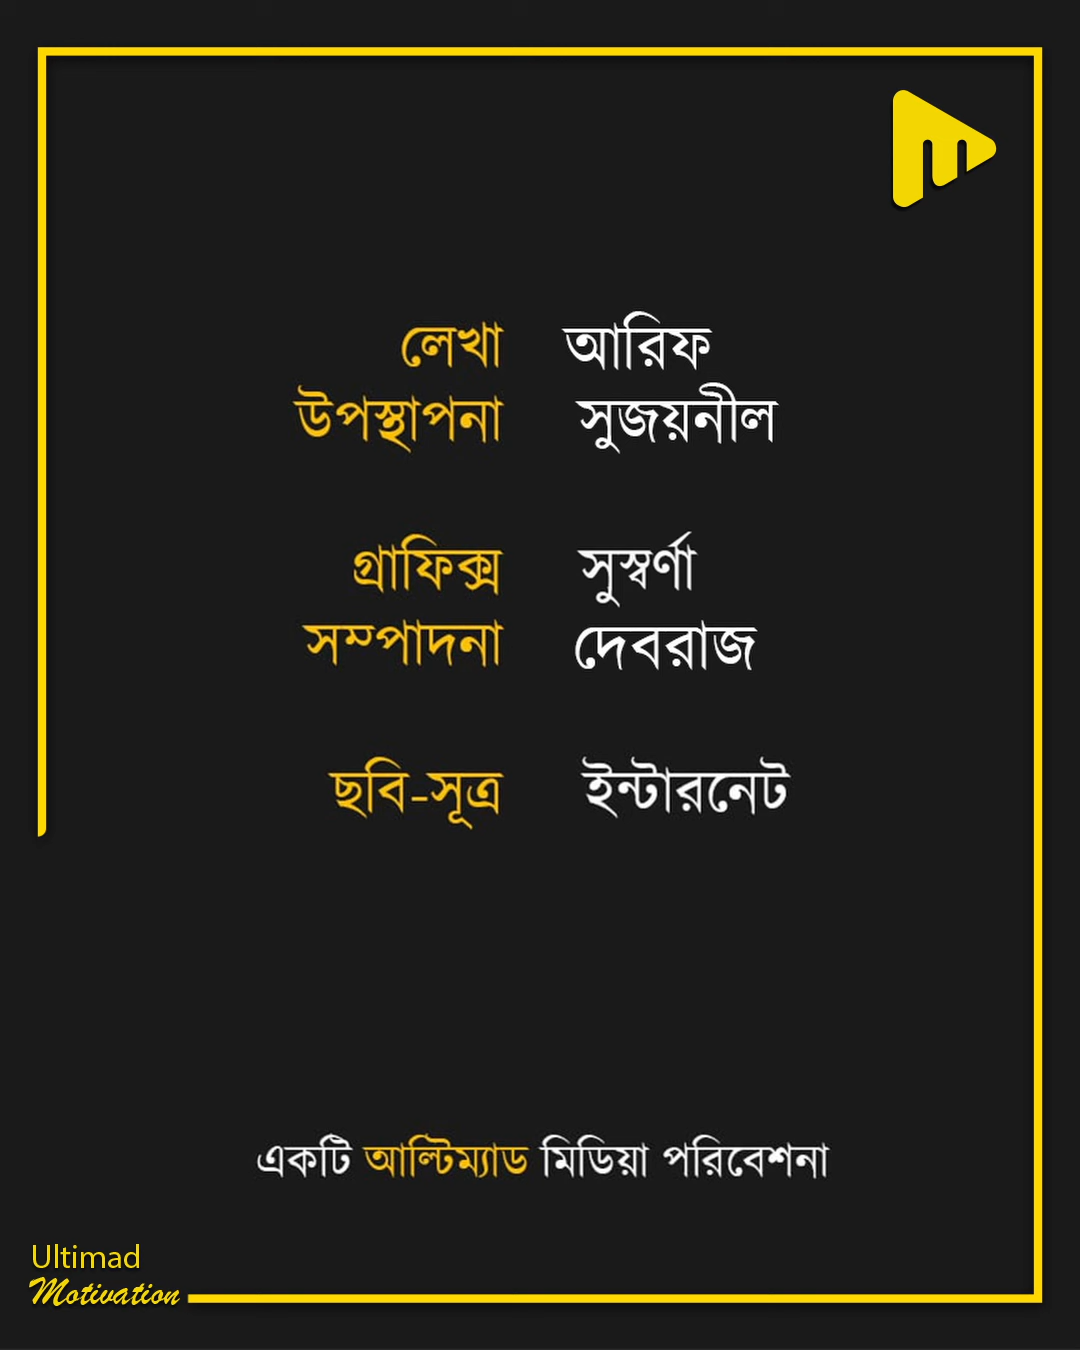 লেখা আরিফ
উপস্থাপনা সুজয়নীল
গ্রাফিক্স সুস্বর্ণা
সম্পাদনা দেবরাজ
ছবি-সূত্র ইন্টারনেট
একটি আল্টিম্যাড মিডিয়া পরিবেশনা
Ultimad
Motivation